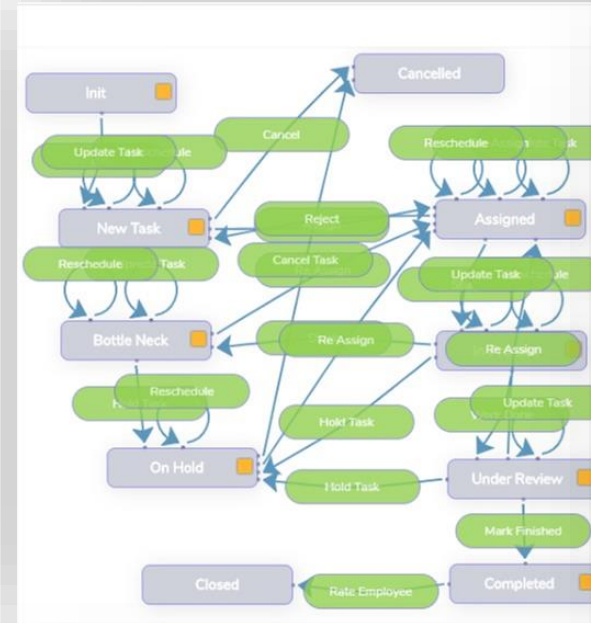 Cancelled
Init
Cancel
Reschedule
Update Task
New Task
Reject
Assigned
Reschedule
Cancel Task
Update Task
Bottle Neck
Re Assign
Re Assign
Reschedule
Update Task
Hold Task
On Hold
Under Review
Hold Task
Mark Finished
Closed
Rate Employee
Completed